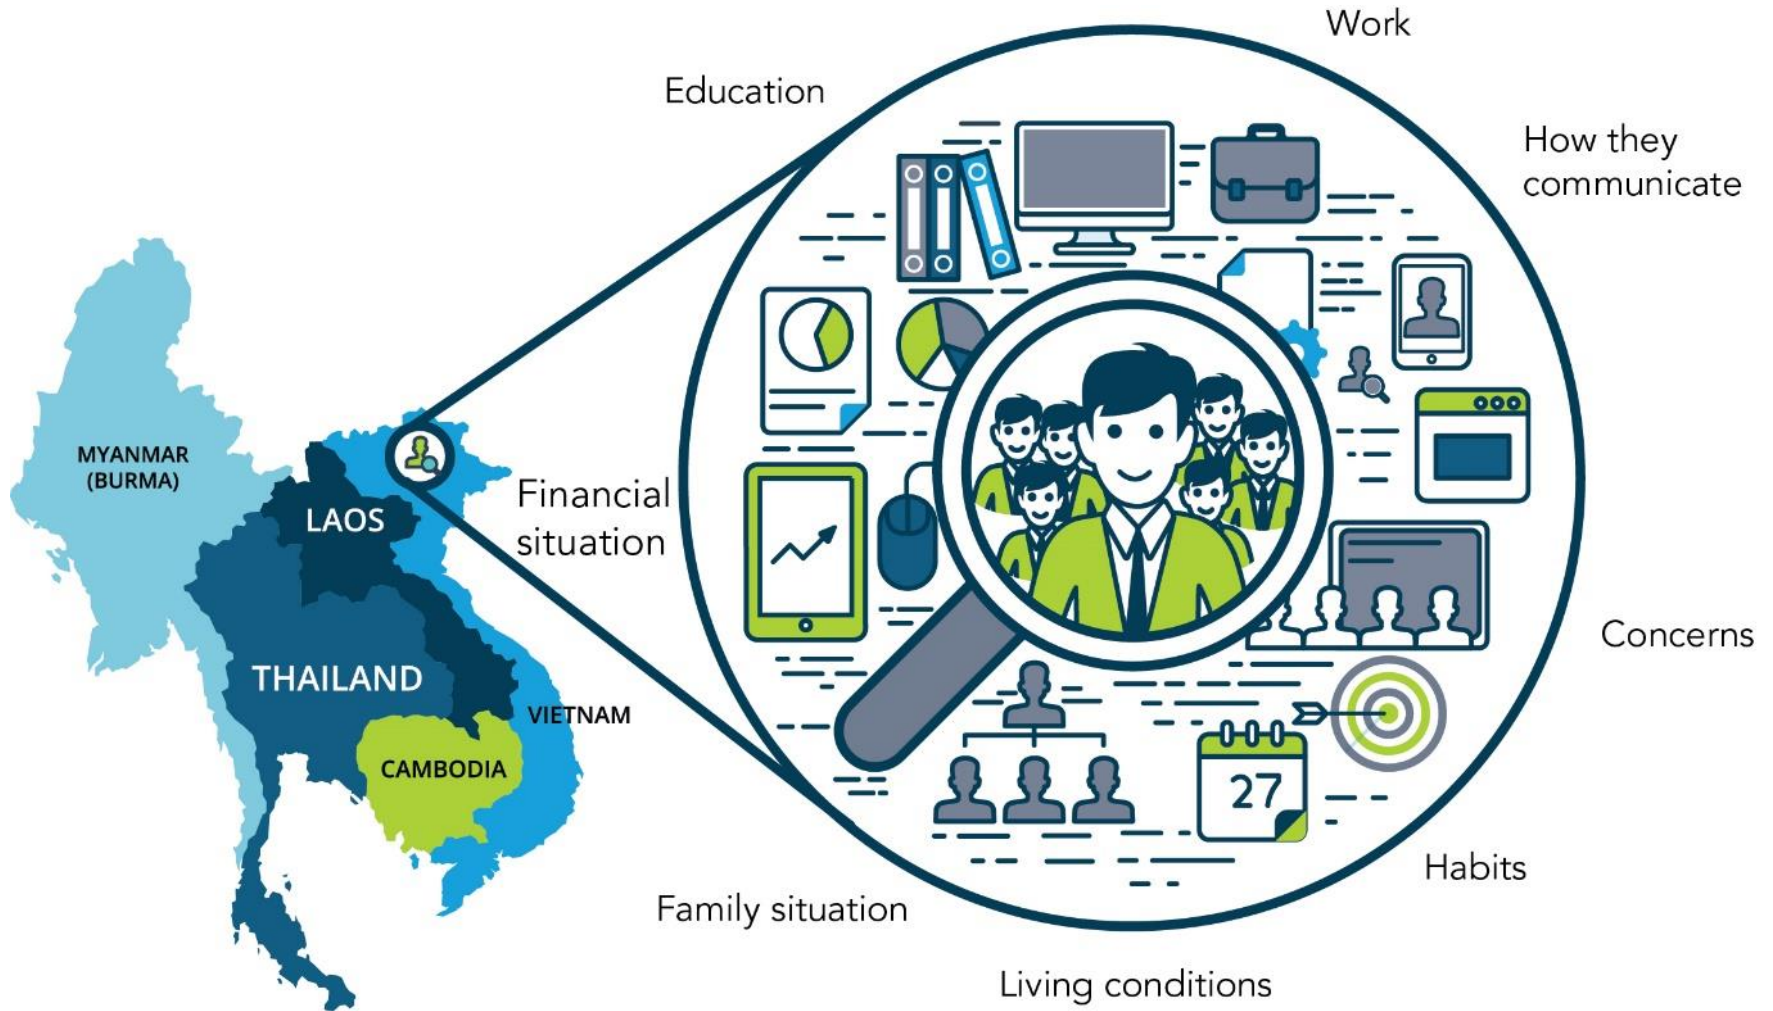 Work
Education
How they
communicate
MYANMAR
(BURMA)
LAOS
Financial
situation
THAILAND
VIETNAM
CAMBODIA
Concerns
27
Habits
Family situation
Living conditions